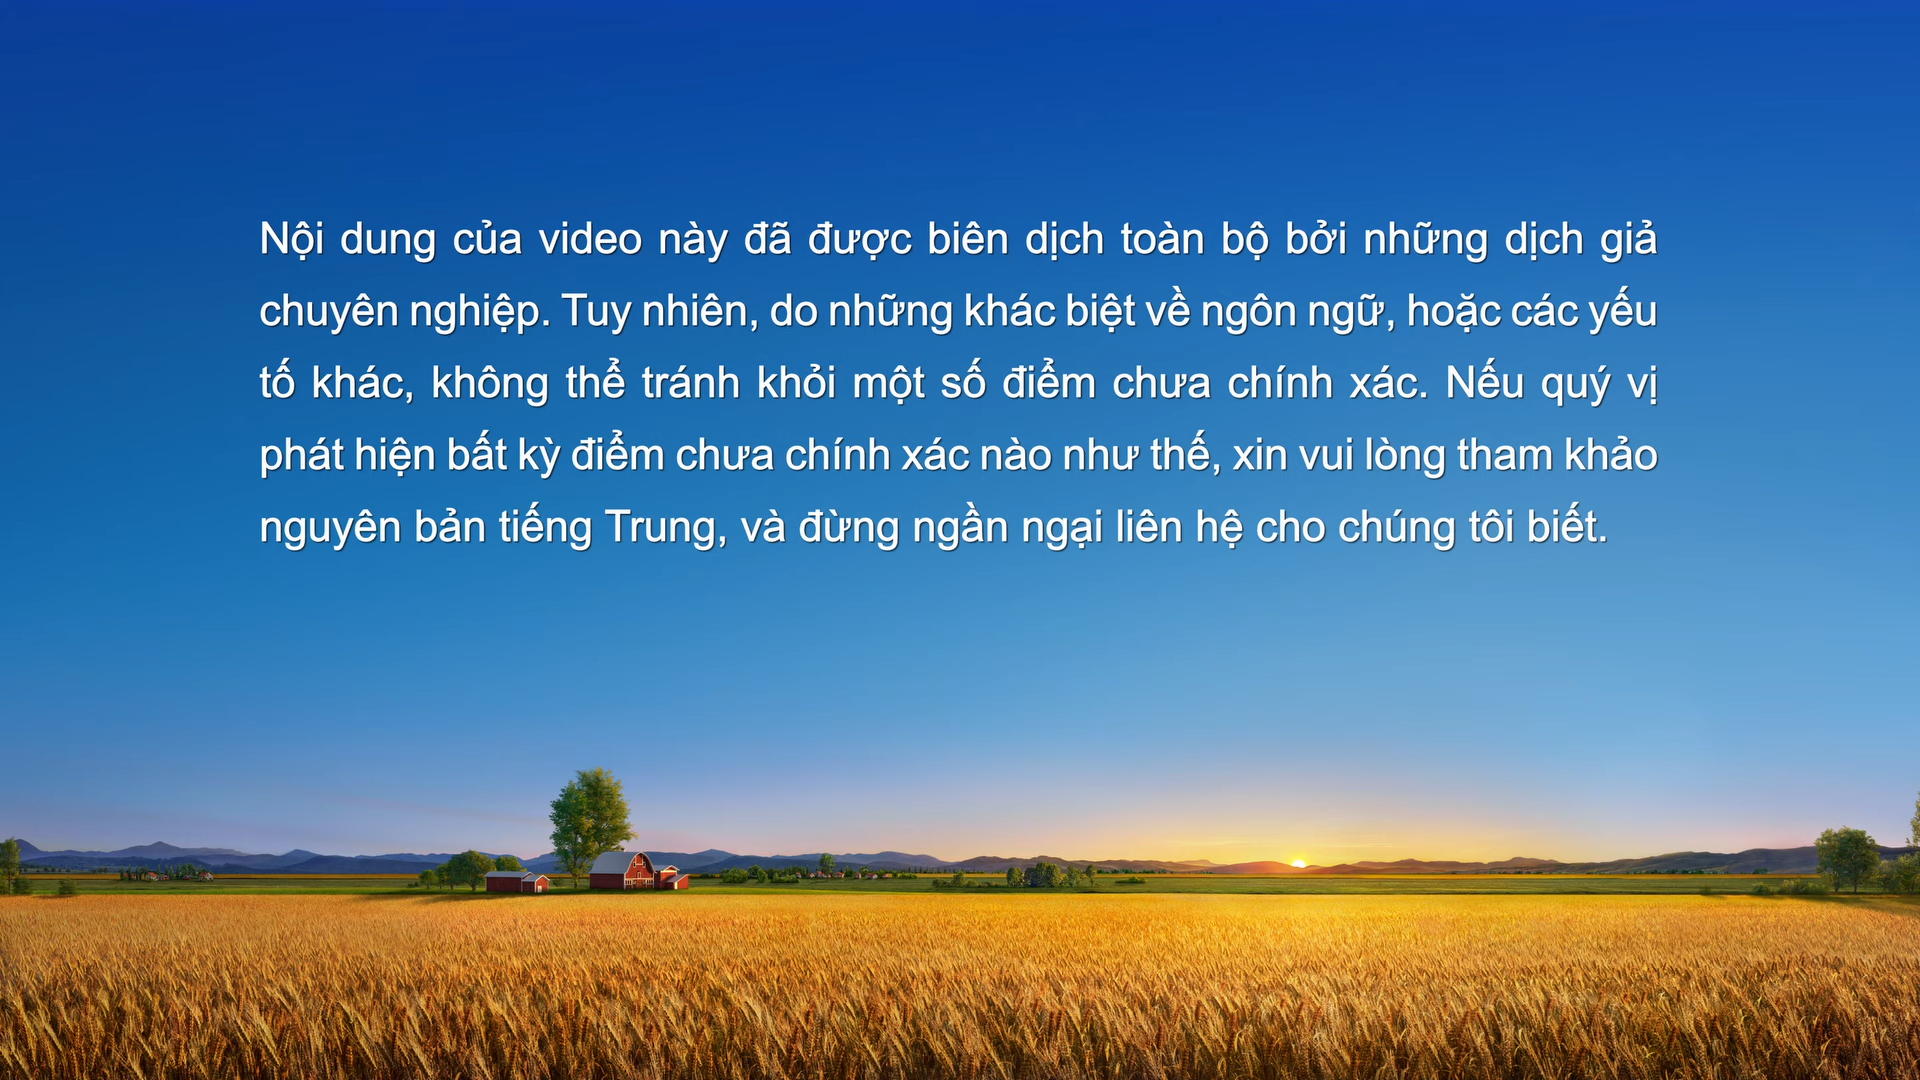 Nội dung của video này đã được biên dịch toàn bộ bởi những dịch giả
chuyên nghiệp. Tuy nhiên, do những khác biệt về ngôn ngữ, hoặc các yếu
tố khác, không thể tránh khỏi một số điểm chưa chính xác. Nếu quý vị
phát hiện bất kỳ điểm chưa chính xác nào như thế, xin vui lòng tham khảo
nguyên bản tiếng Trung, và đừng ngần ngại liên hệ cho chúng tôi biết.